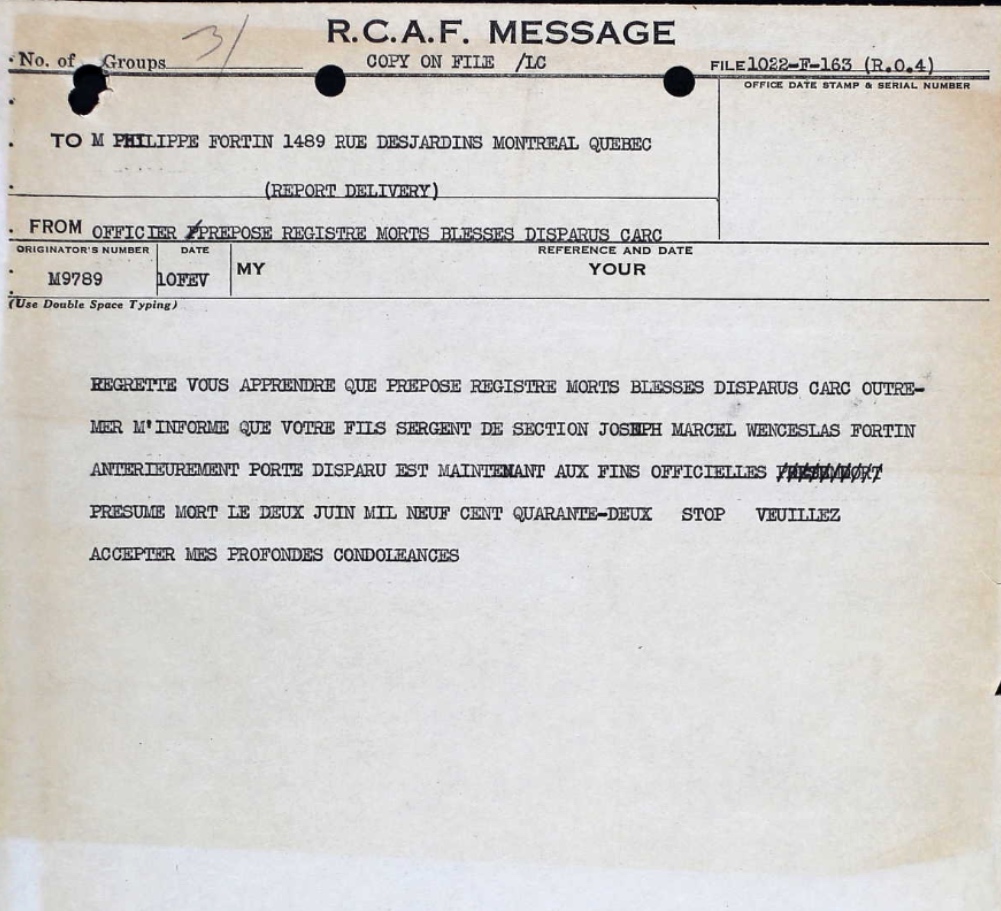 31
R.C.A.F. MESSAGE
No. of Groups
COPY ON FILE /LC
FILE 1022-F-163 (R.O.4)
OFFICE DATE STAMP & SERIAL NUMBER
TO M PHILIPPE FORTIN 1489 RUE DESJARDINS MONTREAL QUEBEC
(REPORT DELIVERY)
FROM OFFICIER PREPOSE REGISTRE MORTS BLESSES DISPARUS CARC
ORIGINATOR'S NUMBER DATE REFERENCE AND DATE
M9789 10FEV MY YOUR
(Use Double Space Typing)
REGRETTE VOUS APPRENDRE QUE PREPOSE REGISTRE MORTS BLESSES DISPARUS CARC OUTRE-
MER M'INFORME QUE VOTRE FILS SERGENT DE SECTION JOSEPH MARCEL WENCESLAS FORTIN
ANTERIEUREMENT PORTE DISPARU EST MAINTENANT AUX FINS OFFICIELLES
PRESUME MORT LE DEUX JUIN MIL NEUF CENT QUARANTE-DEUX STOP VEUILLEZ
ACCEPTER MES PROFONDES CONDOLEANCES